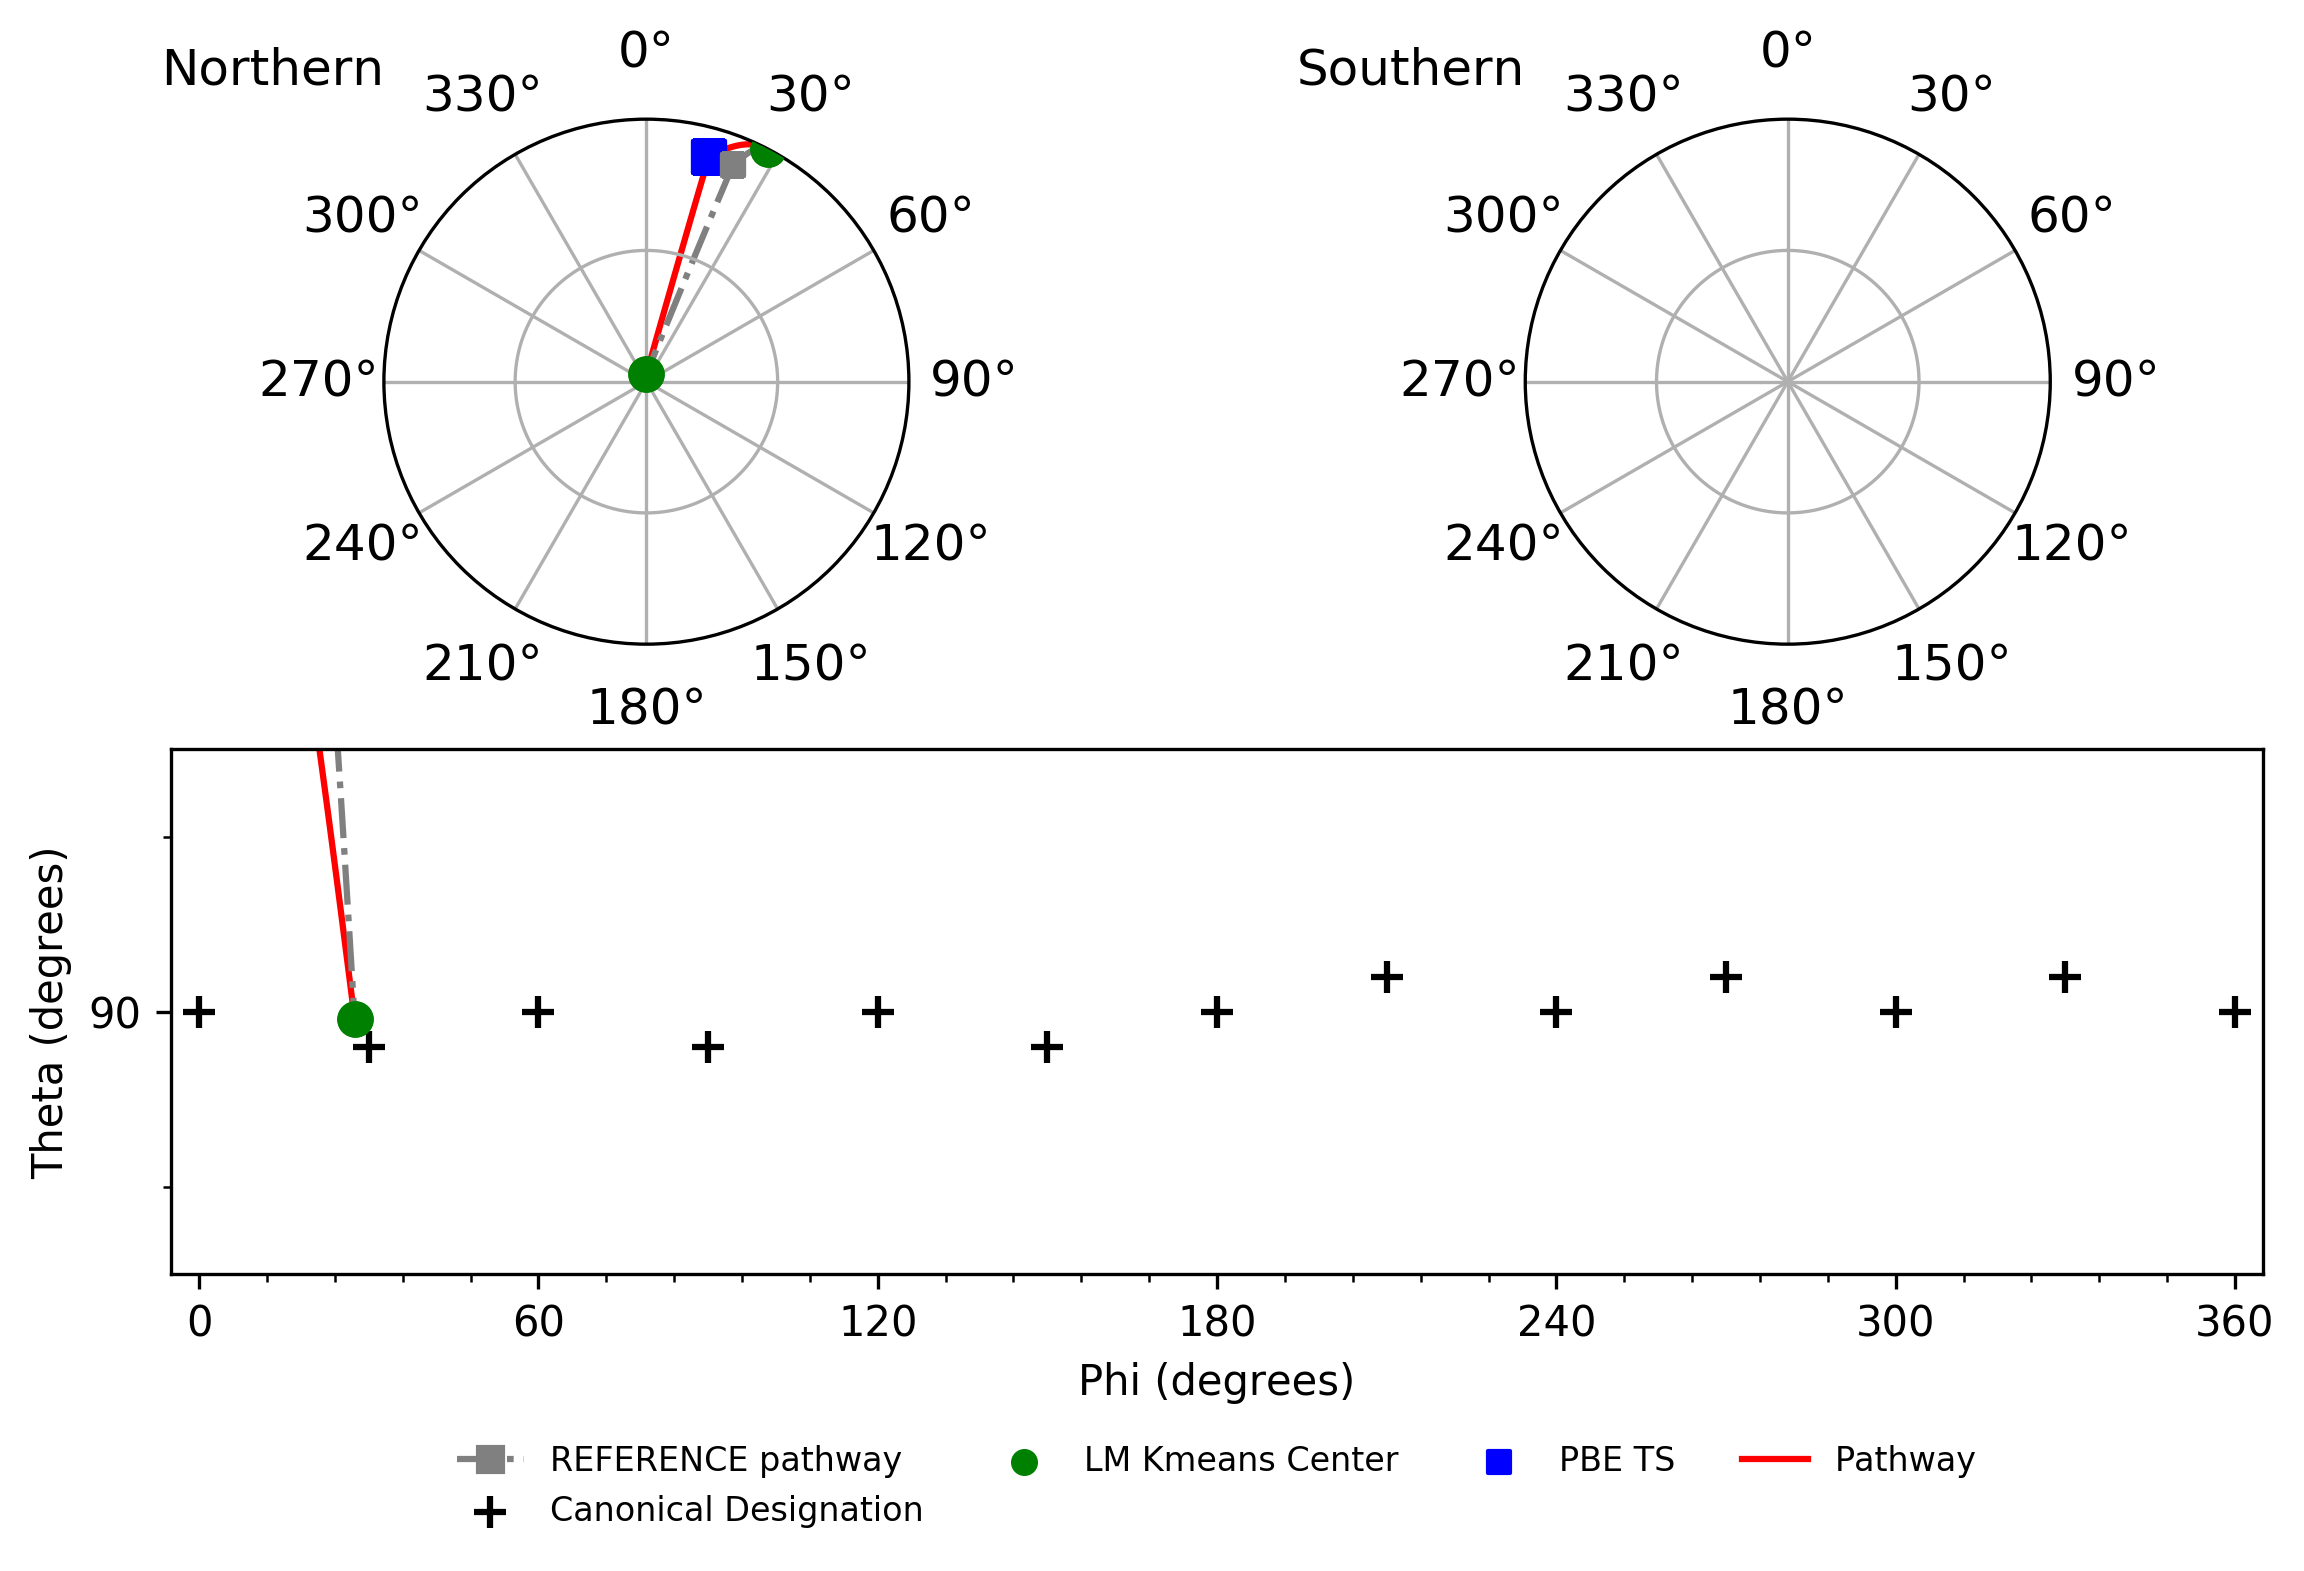 Northern
0°
330°
30°
300°
60°
270°
90°
240°
120°
210°
150°
180°
Southern
0°
330°
30°
300°
60°
270°
90°
240°
120°
210°
150°
180°
Theta (degrees)
90
0 60 120 180 240 300 360
Phi (degrees)
REFERENCE pathway
Canonical Designation
LM Kmeans Center
PBE TS
Pathway